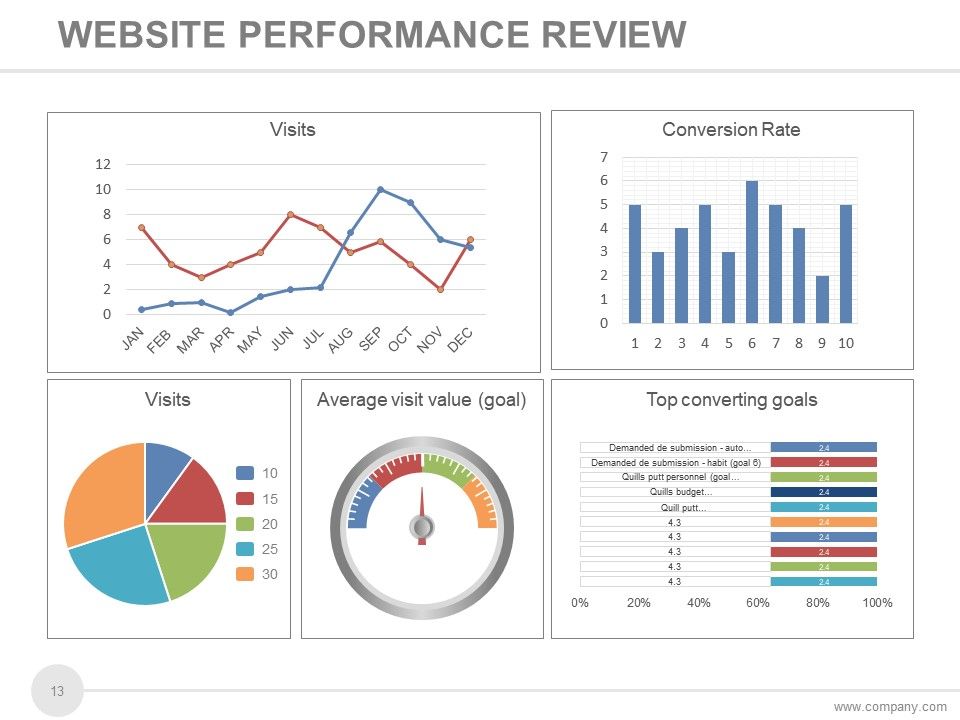 WEBSITE PERFORMANCE REVIEW
Visits
12
10
8
6
4
2
0
JAN FEB MAR APR MAY JUN JUL AUG SEP OCT NOV DEC
Conversion Rate
7
6
5
4
3
2
1
0
1 2 3 4 5 6 7 8 9 10
Visits
10
15
20
25
30
Average visit value (goal)
Top converting goals
Demanded de submission - auto... 2.4
Demanded de submission - habit (goal 6) 2.4
Quills putt personnel (goal... 2.4
Quills budget... 2.4
Quill putt... 2.4
4.3 2.4
4.3 2.4
4.3 2.4
4.3 2.4
4.3 2.4
0% 20% 40% 60% 80% 100%
13
www.company.com